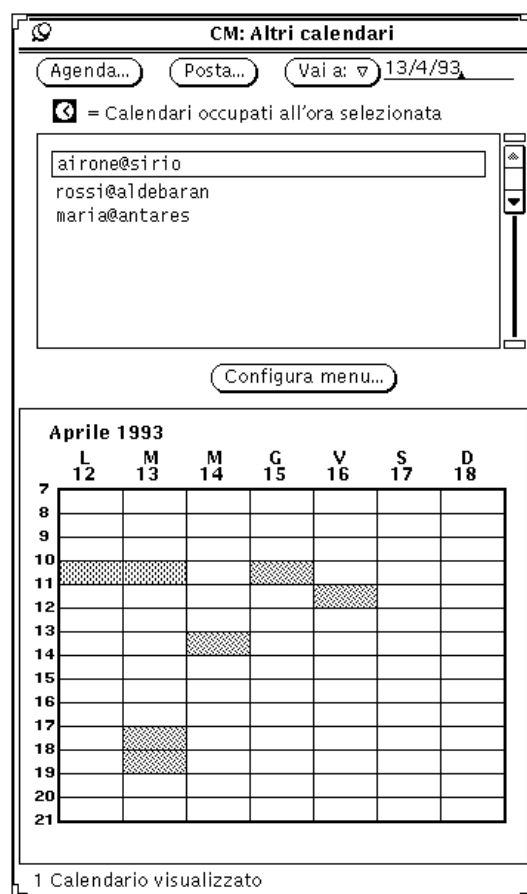 CM: Altri calendari
Agenda... Posta... Vai a: 13/4/93
= Calendari occupati all'ora selezionata
airone@sirio
rossi@aldebaran
maria@antares
Configura menu...
Aprile 1993
L M M G V S D
12 13 14 15 16 17 18
7
8
9
10
11
12
13
14
15
16
17
18
19
20
21
1 Calendario visualizzato